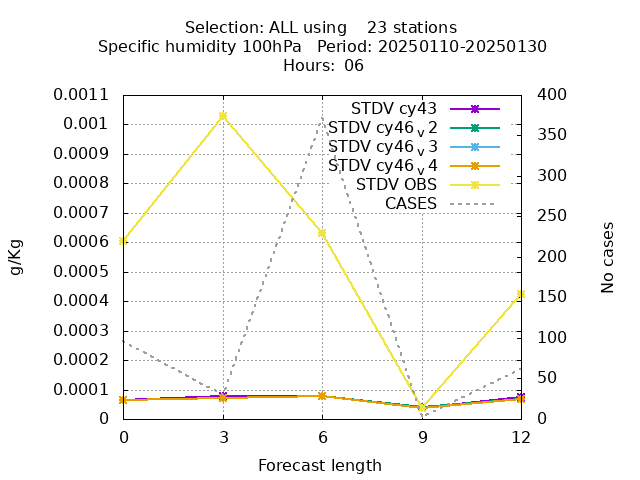 Selection: ALL using    23 stations
Specific humidity 100hPa   Period: 20250110-20250130
Hours:  06
0.0011
0.001
0.0009
0.0008
0.0007
0.0006
0.0005
0.0004
0.0003
0.0002
0.0001
0
g/Kg
STDV cy43
STDV cy46v2
STDV cy46v3
STDV cy46v4
STDV OBS
CASES
400
350
300
250
200
150
100
50
0
No cases
0 3 6 9 12
Forecast length